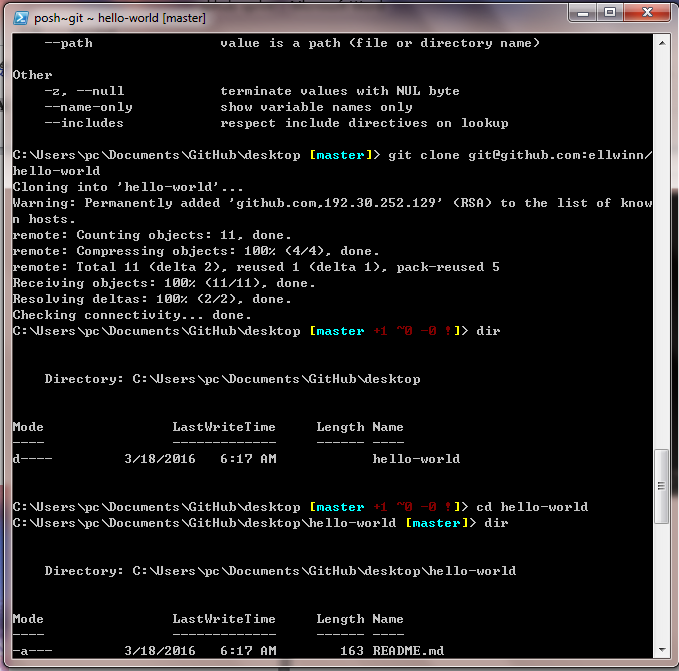 posh~git ~ hello-world [master]
--path value is a path (file or directory name)
Other
-z, --null terminate values with NUL byte
--name-only show variable names only
--includes respect include directives on lookup
C:\Users\pc\Documents\GitHub\desktop [master]> git clone git@github.com:ellwinn/
hello-world
Cloning into 'hello-world'...
Warning: Permanently added 'github.com,192.30.252.129' (RSA) to the list of know
n hosts.
remote: Counting objects: 11, done.
remote: Compressing objects: 100% (4/4), done.
remote: Total 11 (delta 2), reused 1 (delta 1), pack-reused 5
Receiving objects: 100% (11/11), done.
Resolving deltas: 100% (2/2), done.
Checking connectivity... done.
C:\Users\pc\Documents\GitHub\desktop [master +1 ~0 -0 !]> dir
Directory: C:\Users\pc\Documents\GitHub\desktop
Mode LastWriteTime Length Name
---- ------------- ------ ----
d---- 3/18/2016 6:17 AM hello-world
C:\Users\pc\Documents\GitHub\desktop [master +1 ~0 -0 !]> cd hello-world
C:\Users\pc\Documents\GitHub\desktop\hello-world [master]> dir
Directory: C:\Users\pc\Documents\GitHub\desktop\hello-world
Mode LastWriteTime Length Name
---- ------------- ------ ----
-a--- 3/18/2016 6:17 AM 163 README.md